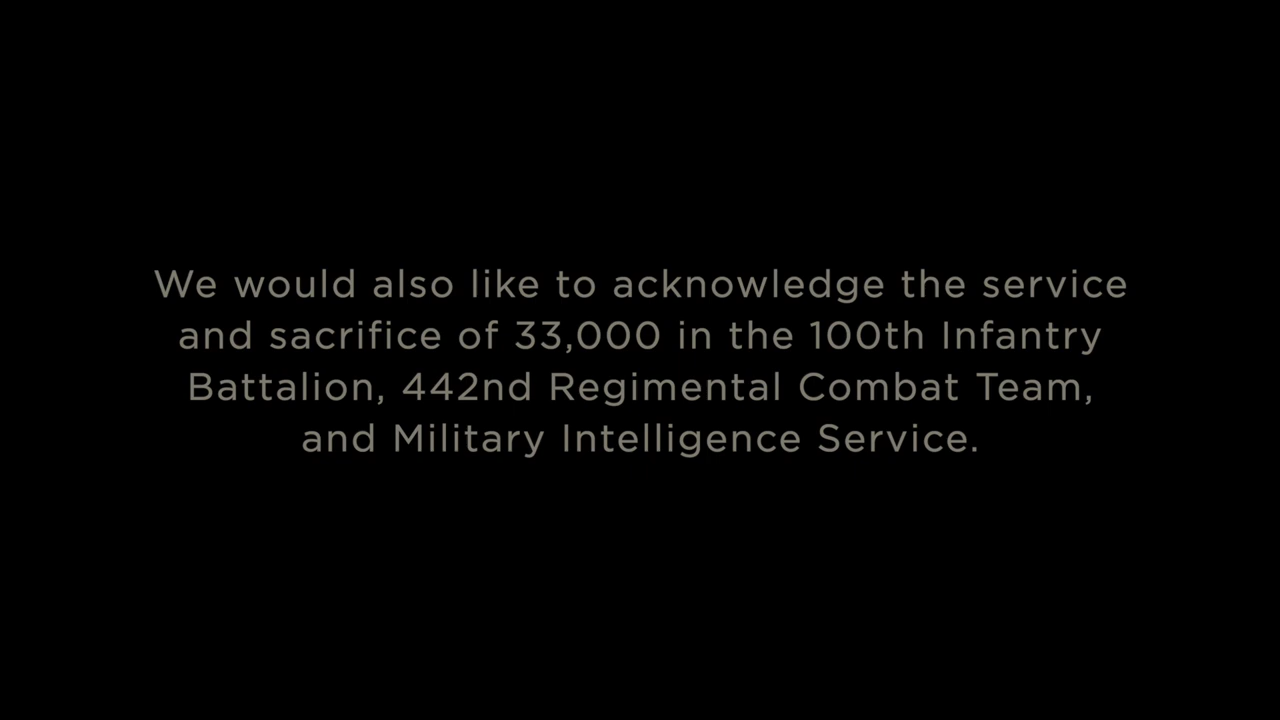 We would also like to acknowledge the service
and sacrifice of 33,000 in the 100th Infantry
Battalion, 442nd Regimental Combat Team,
and Military Intelligence Service.